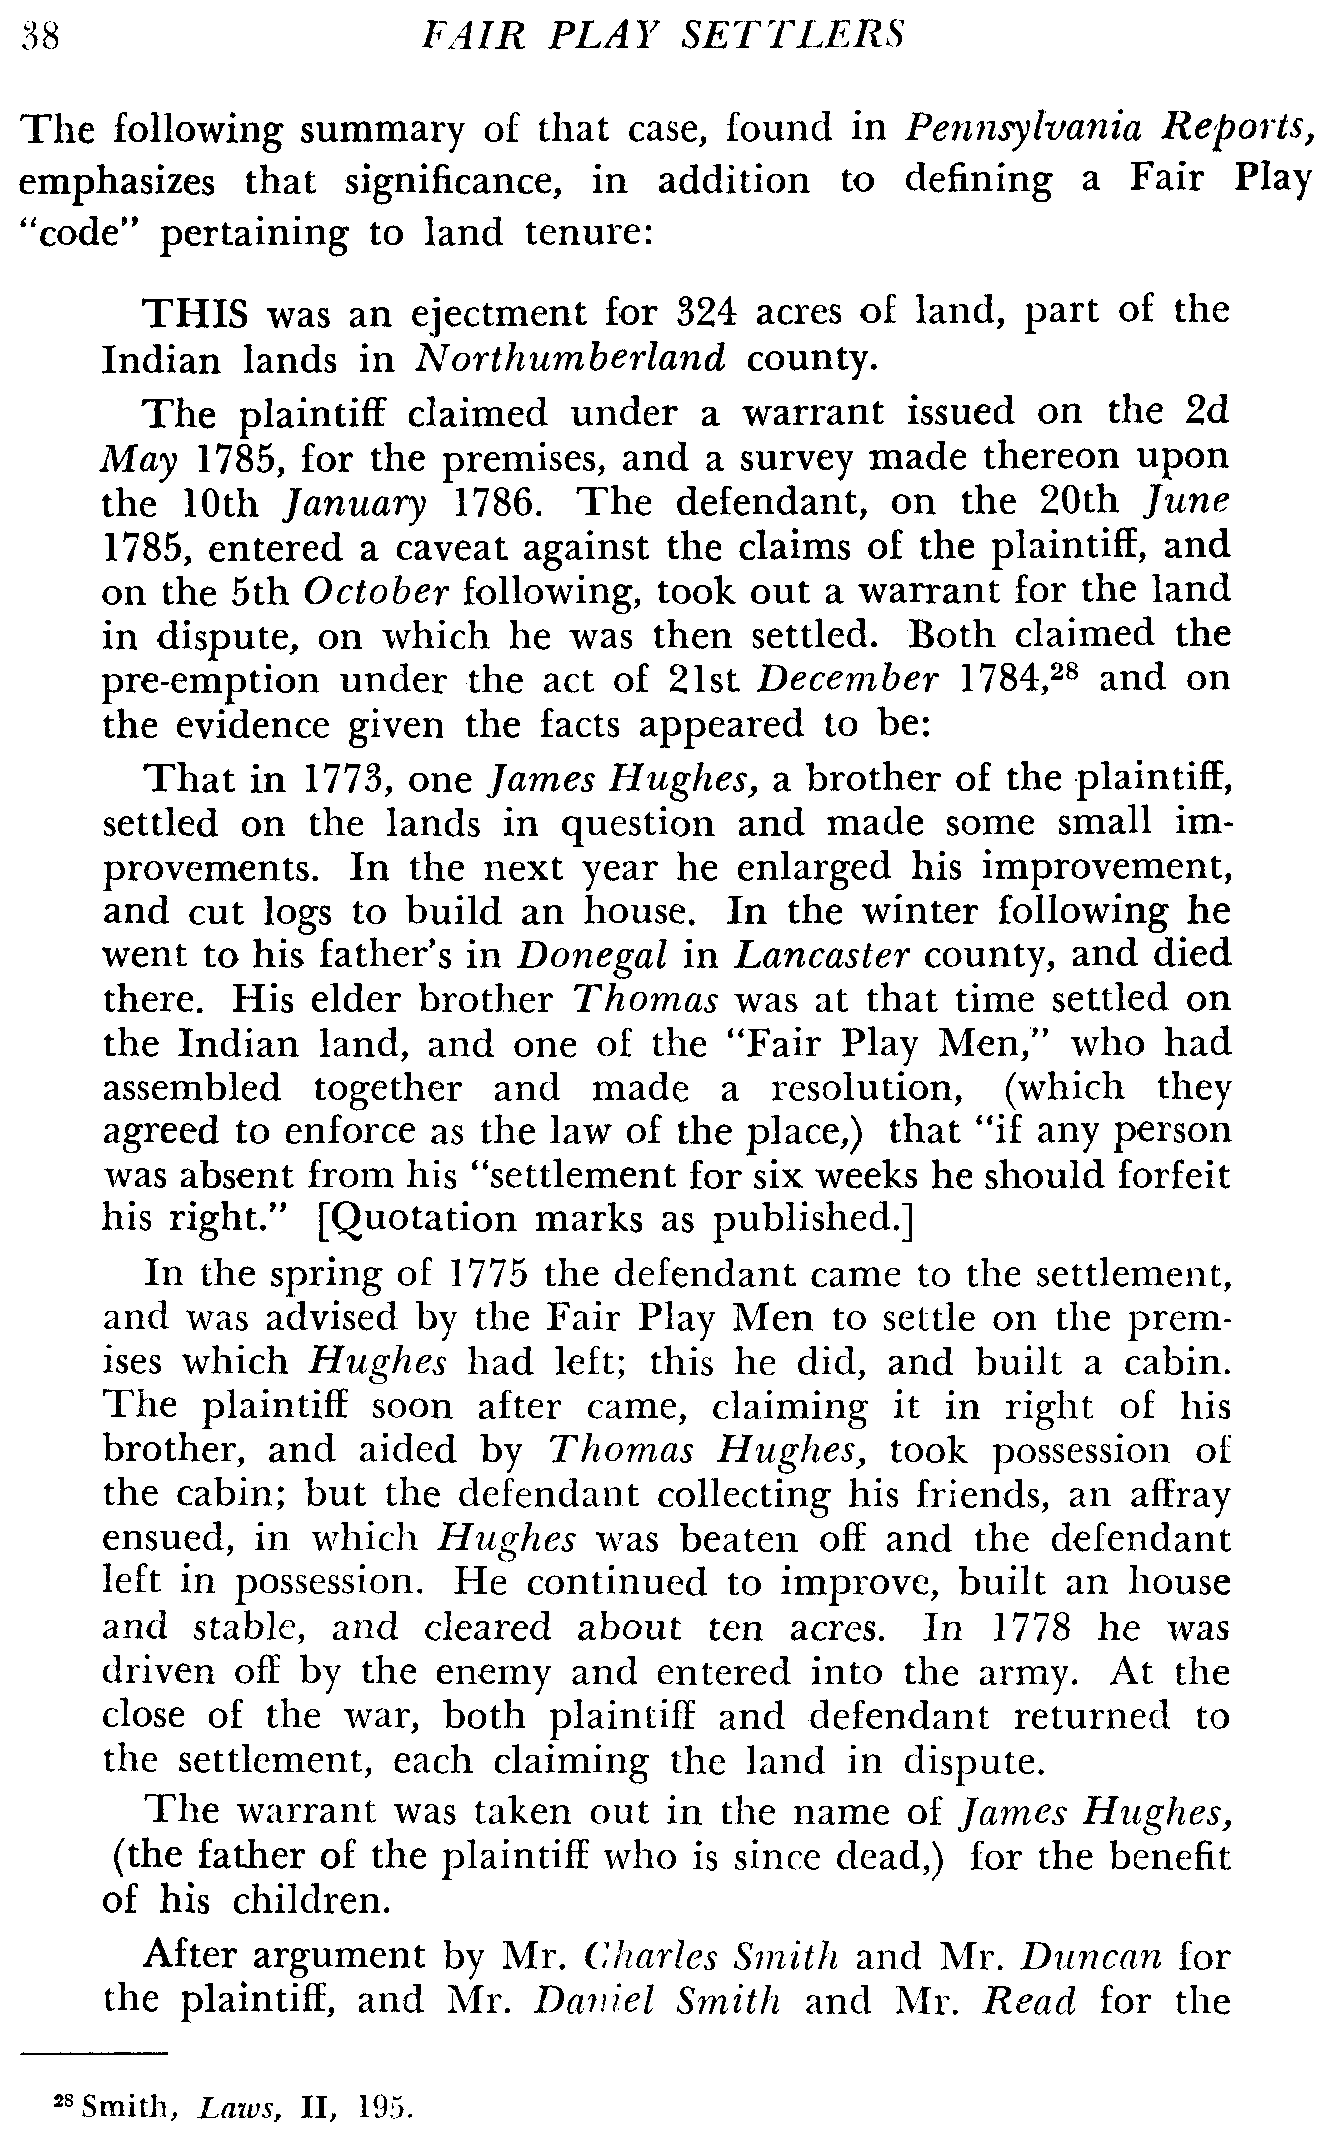 38 FAIR PLAY SETTLERS
The following summary of that case, found in Pennsylvania Reports,
emphasizes that significance, in addition to defining a Fair Play
"code" pertaining to land tenure:
THIS was an ejectment for 324 acres of land, part of the
Indian lands in Northumberland county.
The plaintiff claimed under a warrant issued on the 2d
May 1785, for the premises, and a survey made thereon upon
the 10th January 1786. The defendant, on the 20th June
1785, entered a caveat against the claims of the plaintiff, and
on the 5th October following, took out a warrant for the land
in dispute, on which he was then settled. Both claimed the
pre-emption under the act of 21st December 1784,²⁸ and on
the evidence given the facts appeared to be:
That in 1773, one James Hughes, a brother of the plaintiff,
settled on the lands in question and made some small im-
provements. In the next year he enlarged his improvement,
and cut logs to build an house. In the winter following he
went to his father's in Donegal in Lancaster county, and died
there. His elder brother Thomas was at that time settled on
the Indian land, and one of the "Fair Play Men," who had
assembled together and made a resolution, (which they
agreed to enforce as the law of the place,) that "if any person
was absent from his "settlement for six weeks he should forfeit
his right." [Quotation marks as published.]
In the spring of 1775 the defendant came to the settlement,
and was advised by the Fair Play Men to settle on the prem-
ises which Hughes had left; this he did, and built a cabin.
The plaintiff soon after came, claiming it in right of his
brother, and aided by Thomas Hughes, took possession of
the cabin; but the defendant collecting his friends, an affray
ensued, in which Hughes was beaten off and the defendant
left in possession. He continued to improve, built an house
and stable, and cleared about ten acres. In 1778 he was
driven off by the enemy and entered into the army. At the
close of the war, both plaintiff and defendant returned to
the settlement, each claiming the land in dispute.
The warrant was taken out in the name of James Hughes,
(the father of the plaintiff who is since dead,) for the benefit
of his children.
After argument by Mr. Charles Smith and Mr. Duncan for
the plaintiff, and Mr. Daniel Smith and Mr. Read for the
²⁸ Smith, Laws, II, 195.